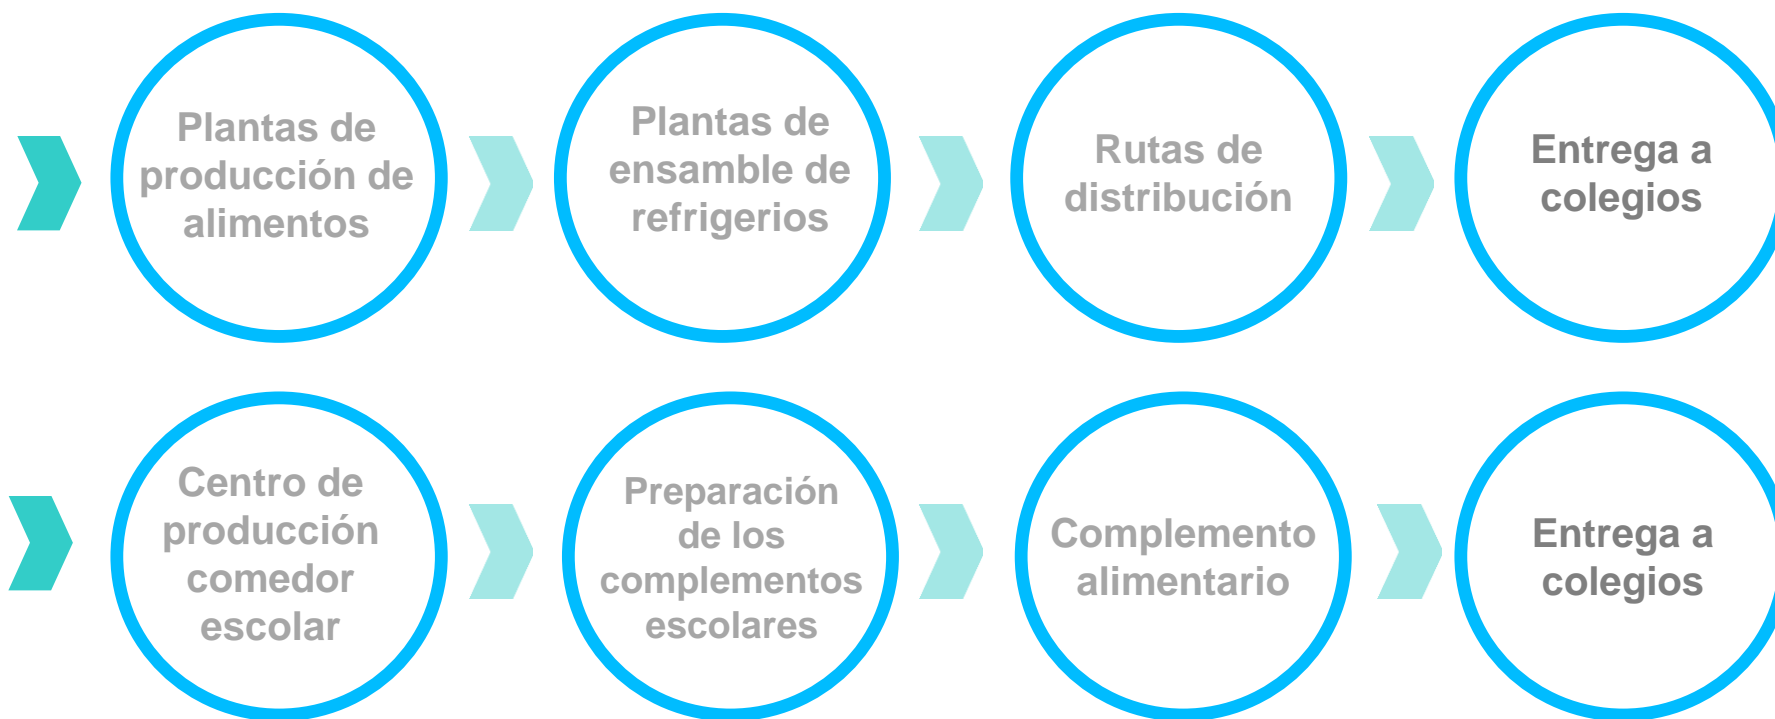 Plantas de
producción de
alimentos
Plantas de
ensamble de
refrigerios
Rutas de
distribución
Entrega a
colegios
Centro de
producción
comedor
escolar
Preparación
de los
complementos
escolares
Complemento
alimentario
Entrega a
colegios